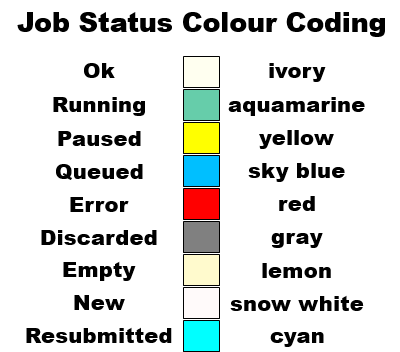 Job Status Colour Coding
Ok ivory
Running aquamarine
Paused yellow
Queued sky blue
Error red
Discarded gray
Empty lemon
New snow white
Resubmitted cyan